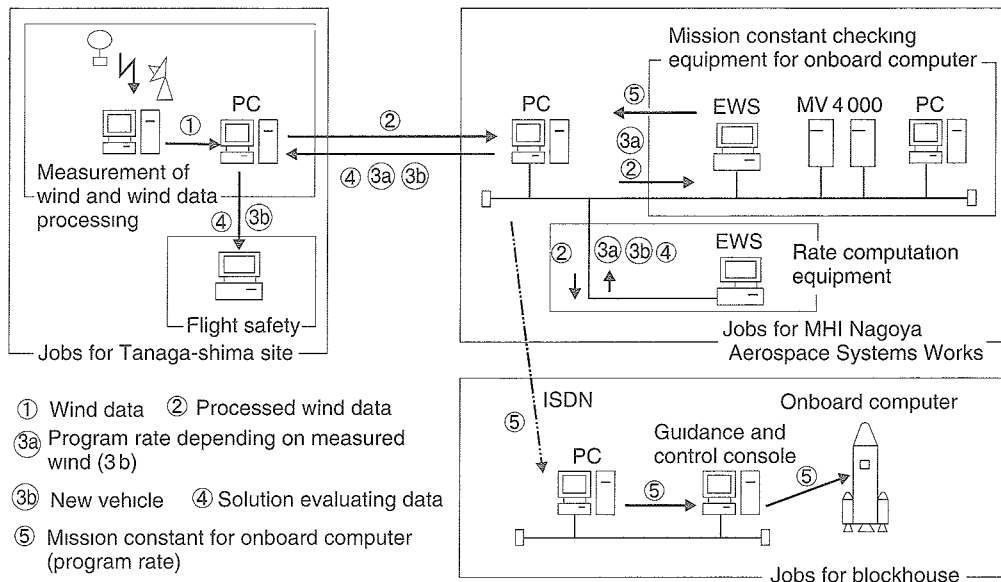 PC
①
Measurement of
wind and wind data
processing
④ 3b
Flight safety
Jobs for Tanaga-shima site
②
④ 3a 3b
Mission constant checking
equipment for onboard computer
PC
⑤
EWS
MV 4 000
PC
3a
②
② 3a 3b ④
EWS
Rate computation
equipment
Jobs for MHI Nagoya
Aerospace Systems Works
ISDN
Onboard computer
⑤
PC
Guidance and
control console
⑤
⑤
Jobs for blockhouse
① Wind data ② Processed wind data
3a Program rate depending on measured
wind (3b)
3b New vehicle ④ Solution evaluating data
⑤ Mission constant for onboard computer
(program rate)